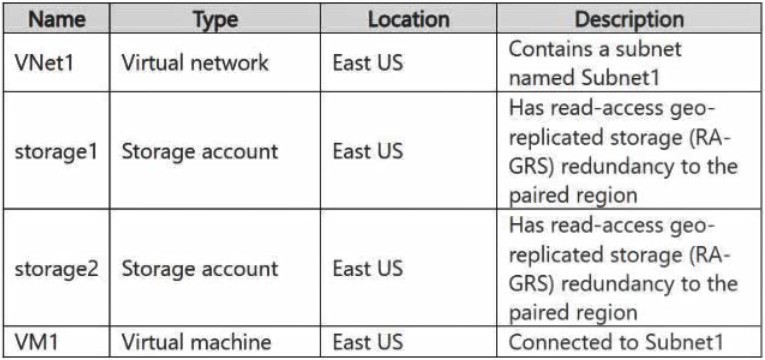 Name Type Location Description
VNet1 Virtual network East US Contains a subnet
named Subnet1
storage1 Storage account East US Has read-access geo-
replicated storage (RA-
GRS) redundancy to the
paired region
storage2 Storage account East US Has read-access geo-
replicated storage (RA-
GRS) redundancy to the
paired region
VM1 Virtual machine East US Connected to Subnet1